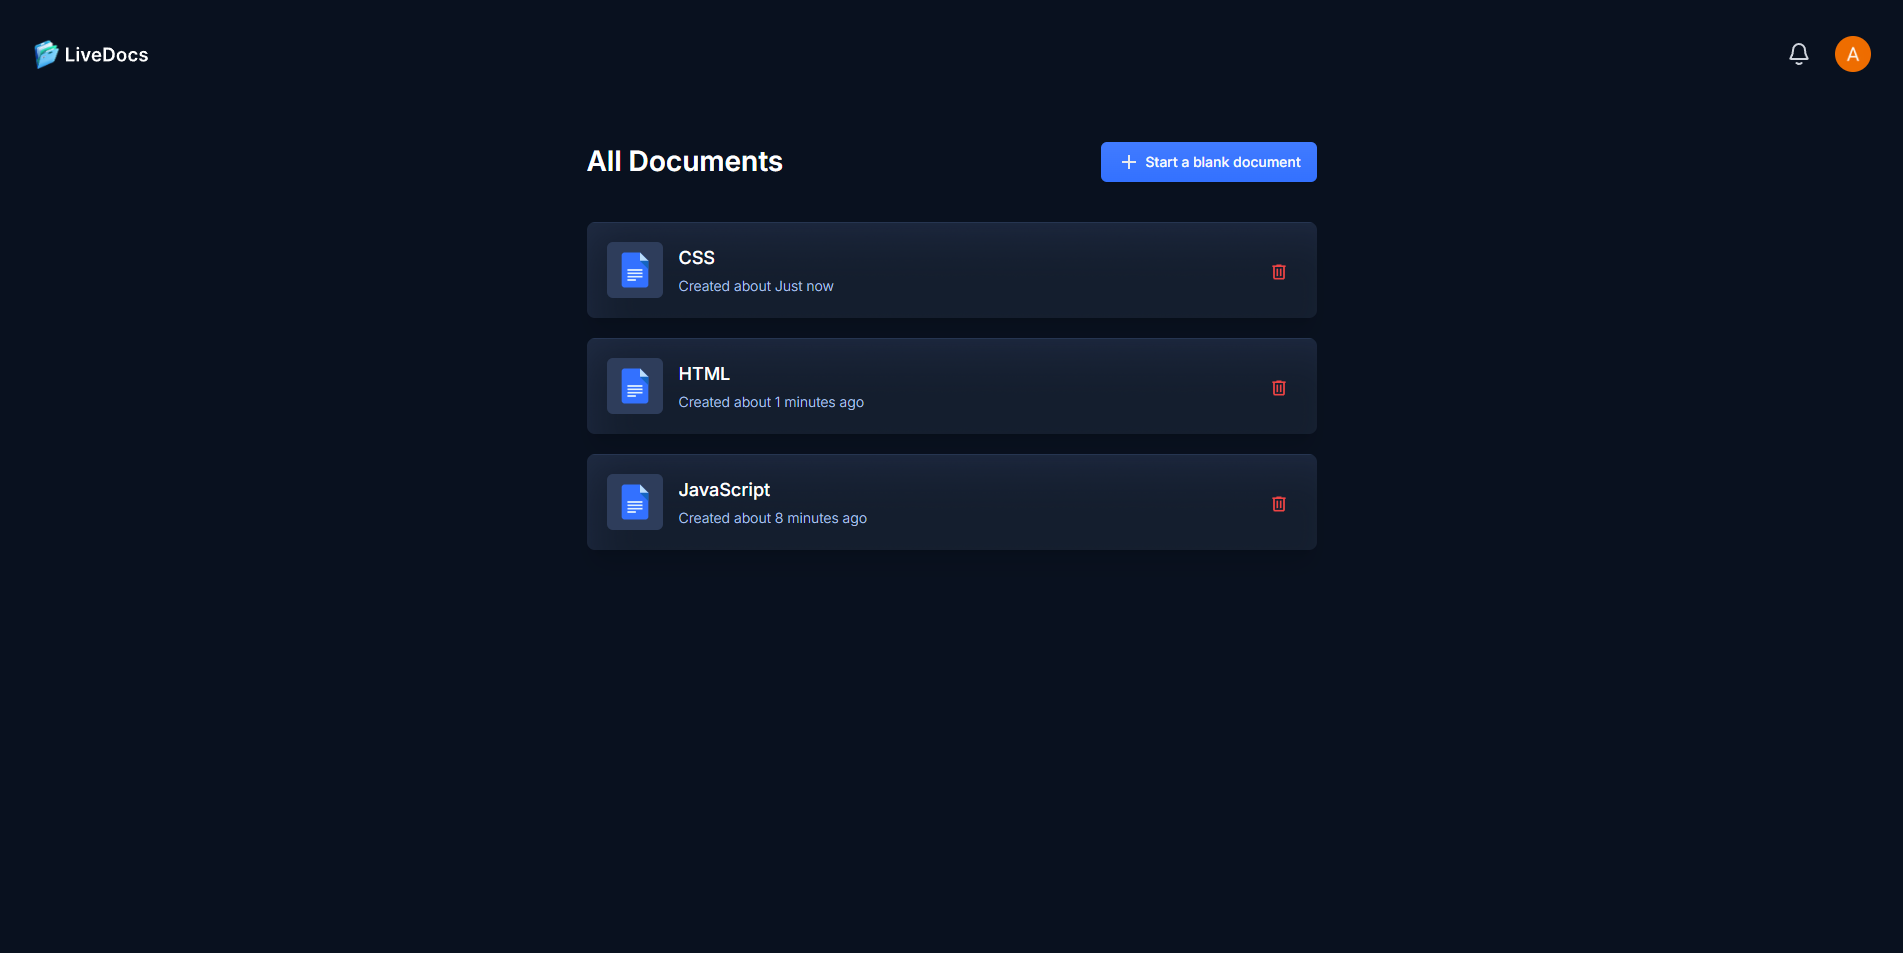 LiveDocs
A
All Documents
Start a blank document
CSS
Created about Just now
HTML
Created about 1 minutes ago
JavaScript
Created about 8 minutes ago